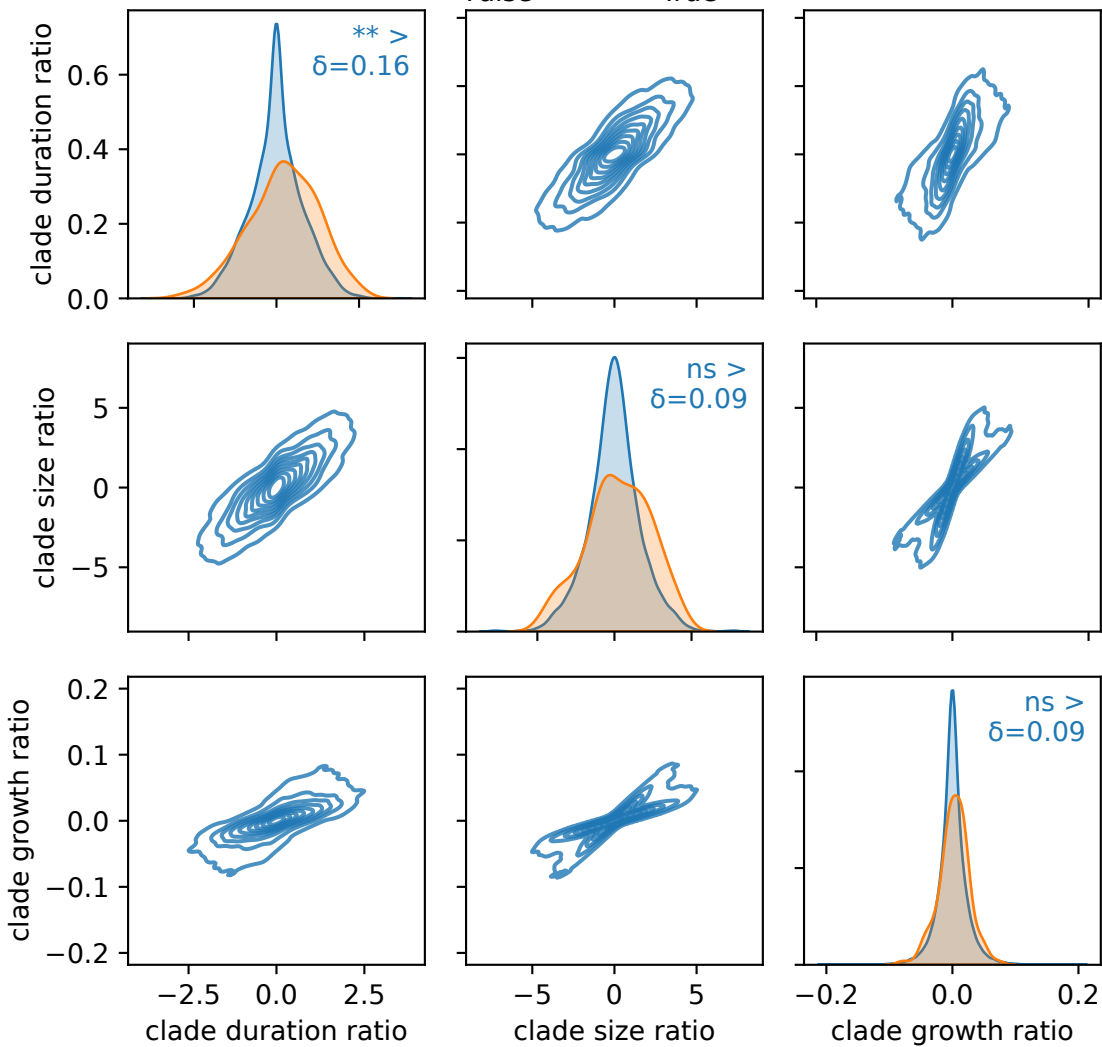 clade duration ratio
0.6
0.4
0.2
0.0
** >
δ=0.16
clade size ratio
5
0
−5
ns >
δ=0.09
clade growth ratio
0.2
0.1
0.0
−0.1
−0.2
ns >
δ=0.09
−2.5 0.0 2.5
−5 0 5
−0.2 0.0 0.2
clade duration ratio
clade size ratio
clade growth ratio